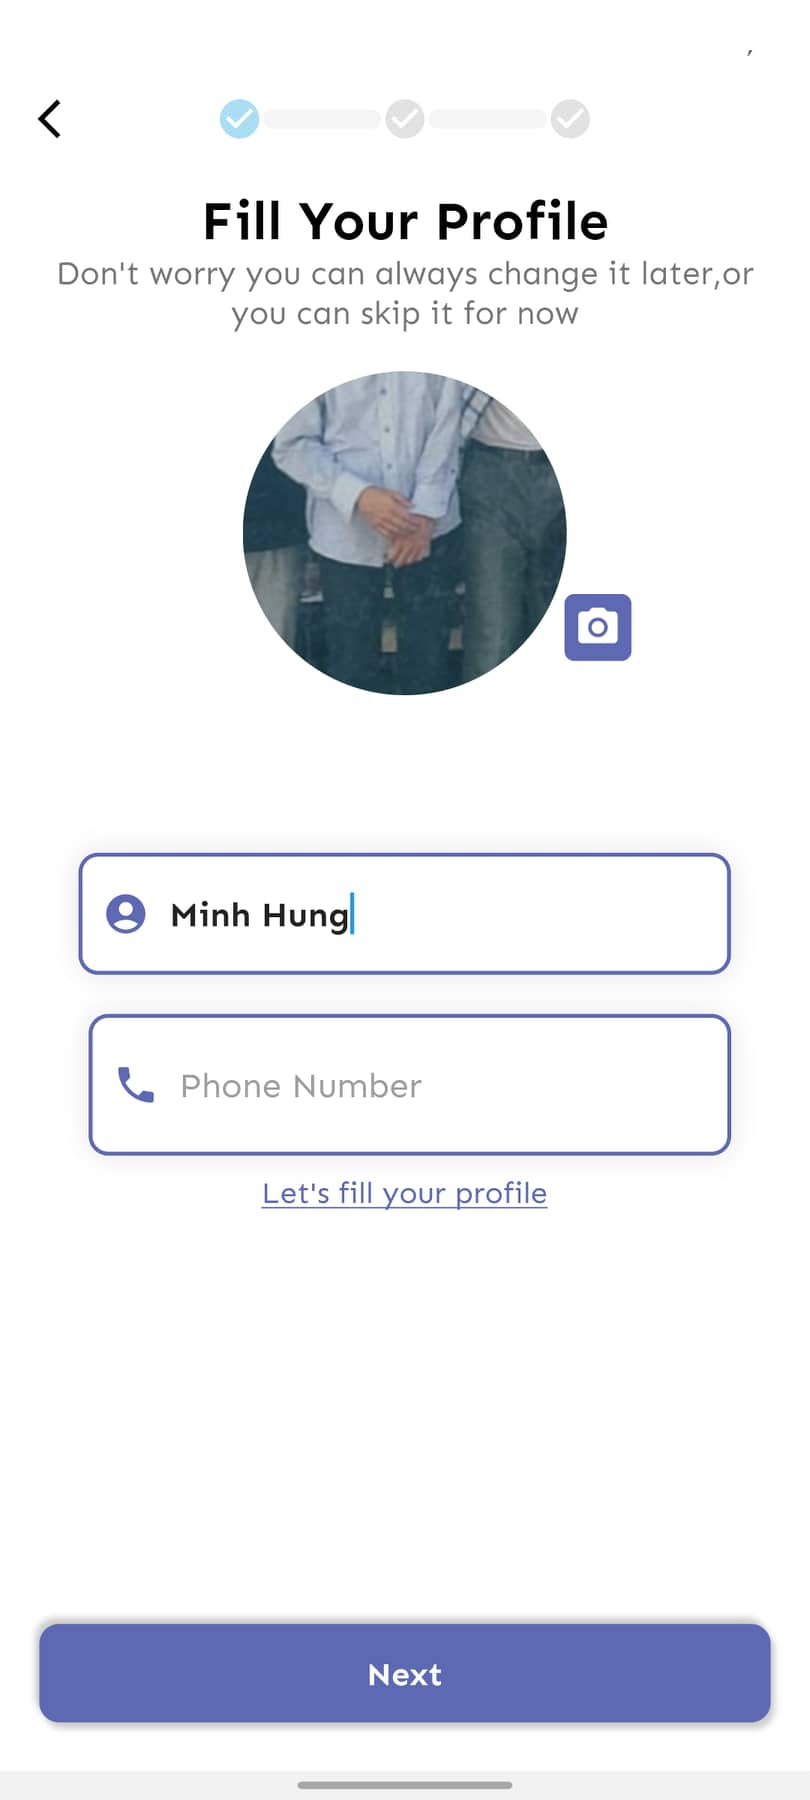 Fill Your Profile
Don't worry you can always change it later,or
you can skip it for now
Minh Hung
Phone Number
Let's fill your profile
Next